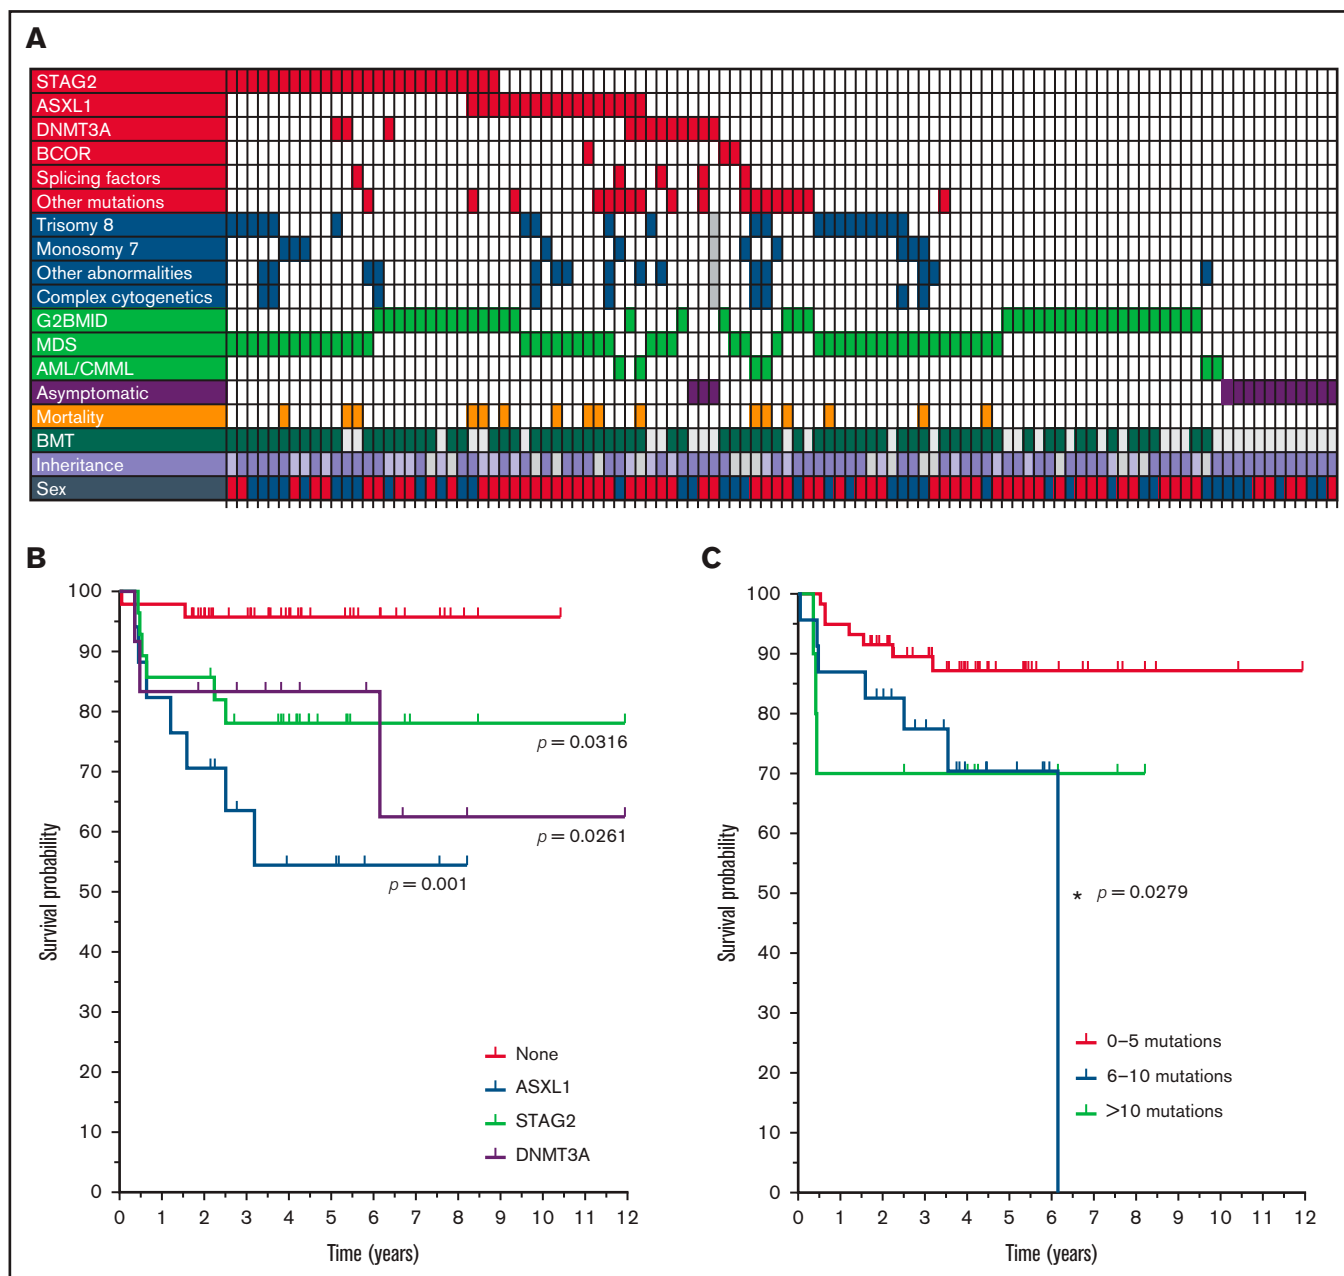 A
STAG2
ASXL1
DNMT3A
BCOR
Splicing factors
Other mutations
Trisomy 8
Monosomy 7
Other abnormalities
Complex cytogenetics
G2BMID
MDS
AML/CMML
Asymptomatic
Mortality
BMT
Inheritance
Sex
B
100
90
80
70
60
50
40
30
20
10
0
Survival probability
0 1 2 3 4 5 6 7 8 9 10 11 12
Time (years)
p = 0.0316
p = 0.0261
p = 0.001
None
ASXL1
STAG2
DNMT3A
C
100
90
80
70
60
50
40
30
20
10
0
Survival probability
0 1 2 3 4 5 6 7 8 9 10 11 12
Time (years)
* p = 0.0279
0–5 mutations
6–10 mutations
>10 mutations